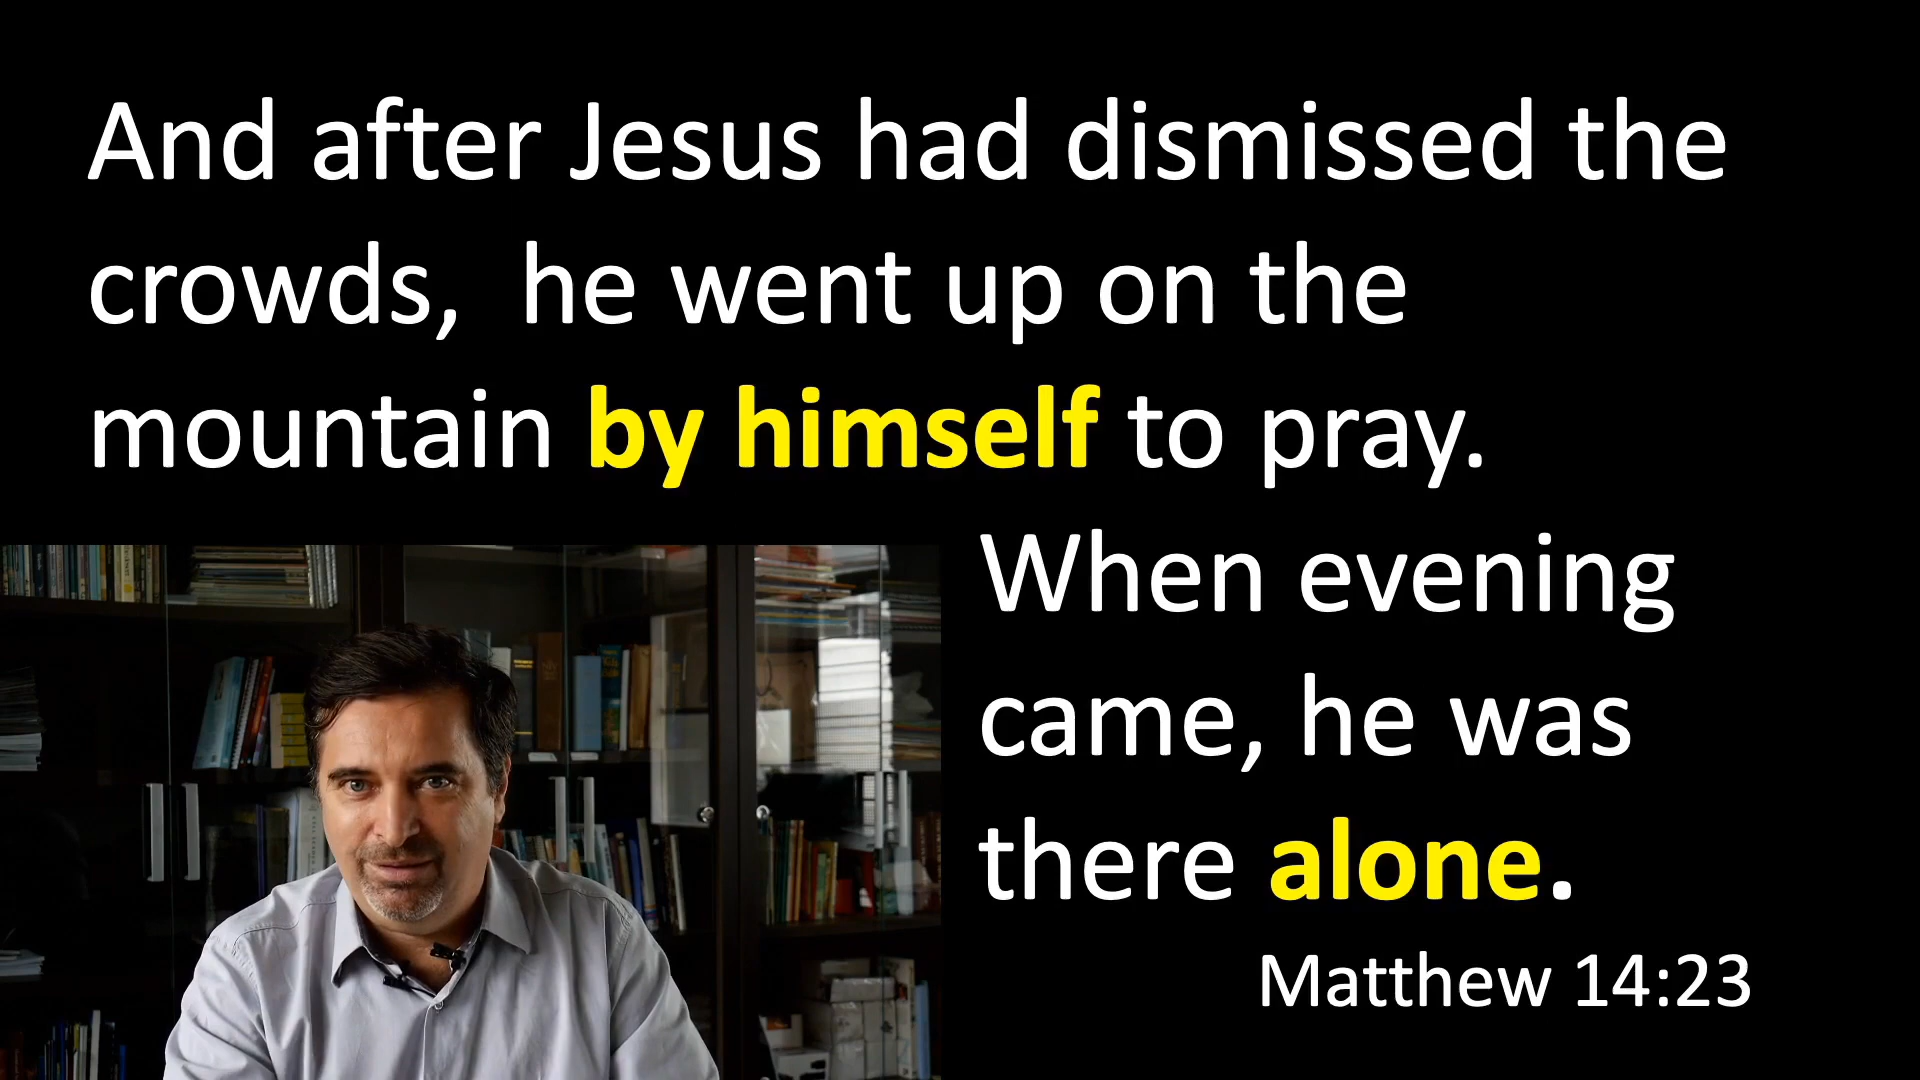 And after Jesus had dismissed the
crowds,  he went up on the
mountain by himself to pray.
When evening
came, he was
there alone.
Matthew 14:23